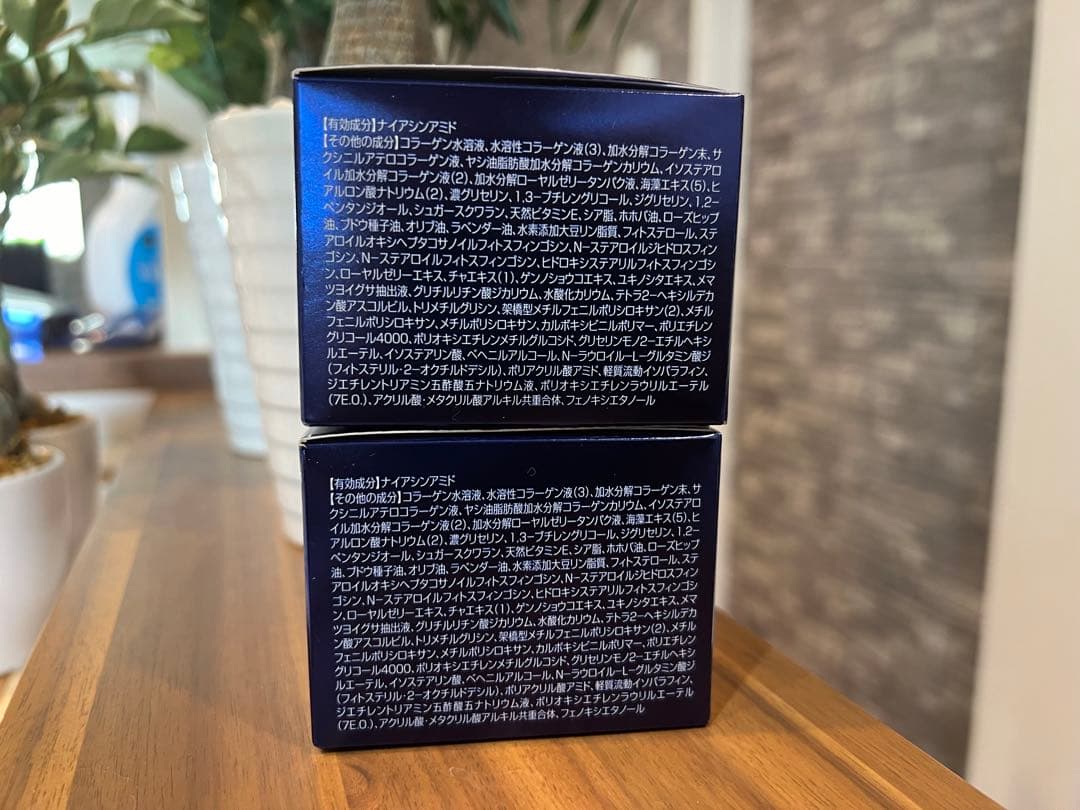 【有効成分】ナイアシンアミド
【その他の成分】コラーゲン水溶液、水溶性コラーゲン液(3)、加水分解コラーゲン末、サ
クシニルアテロコラーゲン液、ヤシ油脂肪酸加水分解コラーゲンカリウム、イソステアロ
イル加水分解コラーゲン液(2)、加水分解ローヤルゼリータンパク液、海藻エキス(5)、ヒ
アルロン酸ナトリウム(2)、濃グリセリン、1,3-ブチレングリコール、ジグリセリン、1,2-
ペンタンジオール、シュガースクワラン、天然ビタミンE、シア脂、ホホバ油、ローズヒップ
油、ブドウ種子油、オリブ油、ラベンダー油、水素添加大豆リン脂質、フィトステロール、ステ
アロイルオキシヘプタコサノイルフィトスフィンゴシン、N-ステアロイルジヒドロスフィン
ゴシン、N-ステアロイルフィトスフィンゴシン、ヒドロキシステアリルフィトスフィンゴシ
ン、ローヤルゼリーエキス、チャエキス(1)、ゲンノショウコエキス、ユキノシタエキス、メマ
ツヨイグサ抽出液、グリチルリチン酸ジカリウム、水酸化カリウム、テトラ2-ヘキシルデカ
ン酸アスコルビル、トリメチルグリシン、架橋型メチルフェニルポリシロキサン(2)、メチル
フェニルポリシロキサン、メチルポリシロキサン、カルボキシビニルポリマー、ポリエチレン
グリコール4000、ポリオキシエチレンメチルグルコシド、グリセリンモノ2-エチルヘキシ
ルエーテル、イソステアリン酸、ベヘニルアルコール、N-ラウロイル-L-グルタミン酸ジ
(フィトステリル・2-オクチルドデシル)、ポリアクリル酸アミド、軽質流動イソパラフィン、
ジエチレントリアミン五酢酸五ナトリウム液、ポリオキシエチレンラウリルエーテル
(7E.O.)、アクリル酸・メタクリル酸アルキル共重合体、フェノキシエタノール
【有効成分】ナイアシンアミド
【その他の成分】コラーゲン水溶液、水溶性コラーゲン液(3)、加水分解コラーゲン末、サ
クシニルアテロコラーゲン液、ヤシ油脂肪酸加水分解コラーゲンカリウム、イソステアロ
イル加水分解コラーゲン液(2)、加水分解ローヤルゼリータンパク液、海藻エキス(5)、ヒ
アルロン酸ナトリウム(2)、濃グリセリン、1,3-ブチレングリコール、ジグリセリン、1,2-
ペンタンジオール、シュガースクワラン、天然ビタミンE、シア脂、ホホバ油、ローズヒップ
油、ブドウ種子油、オリブ油、ラベンダー油、水素添加大豆リン脂質、フィトステロール、ステ
アロイルオキシヘプタコサノイルフィトスフィンゴシン、N-ステアロイルジヒドロスフィン
ゴシン、N-ステアロイルフィトスフィンゴシン、ヒドロキシステアリルフィトスフィンゴシ
ン、ローヤルゼリーエキス、チャエキス(1)、ゲンノショウコエキス、ユキノシタエキス、メマ
ツヨイグサ抽出液、グリチルリチン酸ジカリウム、水酸化カリウム、テトラ2-ヘキシルデカ
ン酸アスコルビル、トリメチルグリシン、架橋型メチルフェニルポリシロキサン(2)、メチル
フェニルポリシロキサン、メチルポリシロキサン、カルボキシビニルポリマー、ポリエチレン
グリコール4000、ポリオキシエチレンメチルグルコシド、グリセリンモノ2-エチルヘキシ
ルエーテル、イソステアリン酸、ベヘニルアルコール、N-ラウロイル-L-グルタミン酸ジ
(フィトステリル・2-オクチルドデシル)、ポリアクリル酸アミド、軽質流動イソパラフィン、
ジエチレントリアミン五酢酸五ナトリウム液、ポリオキシエチレンラウリルエーテル
(7E.O.)、アクリル酸・メタクリル酸アルキル共重合体、フェノキシエタノール